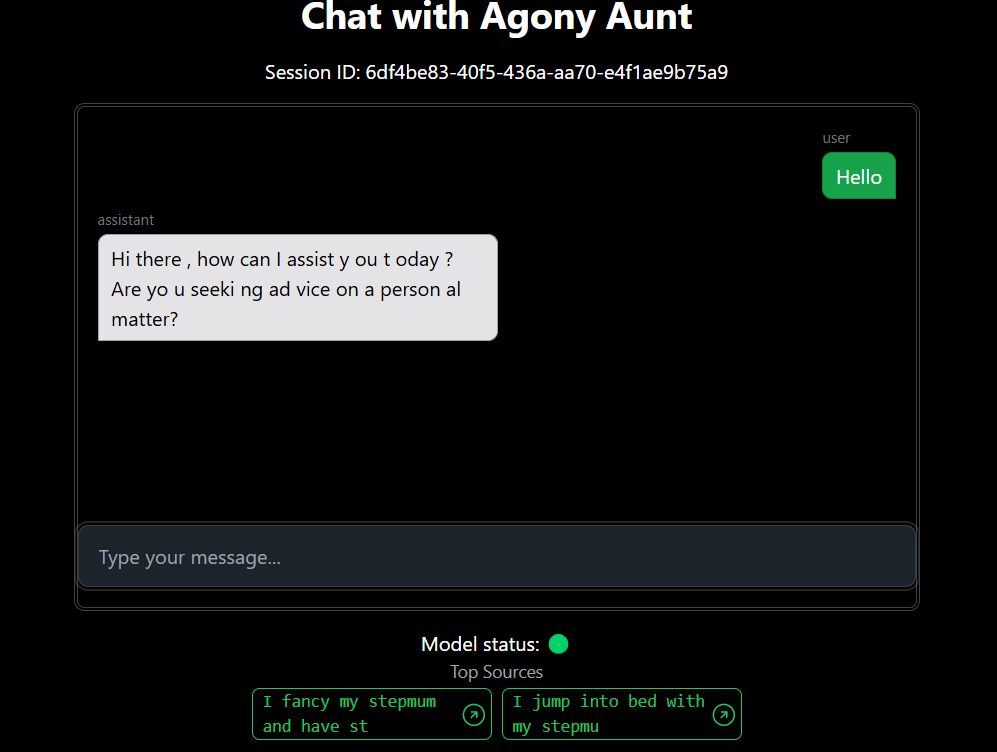 Chat with Agony Aunt
Session ID: 6df4be83-40f5-436a-aa70-e4f1ae9b75a9
user
Hello
assistant
Hi there , how can I assist y ou t oday ?
Are yo u seeki ng ad vice on a person al
matter?
Type your message...
Model status:
Top Sources
I fancy my stepmum
and have st
I jump into bed with
my stepmu